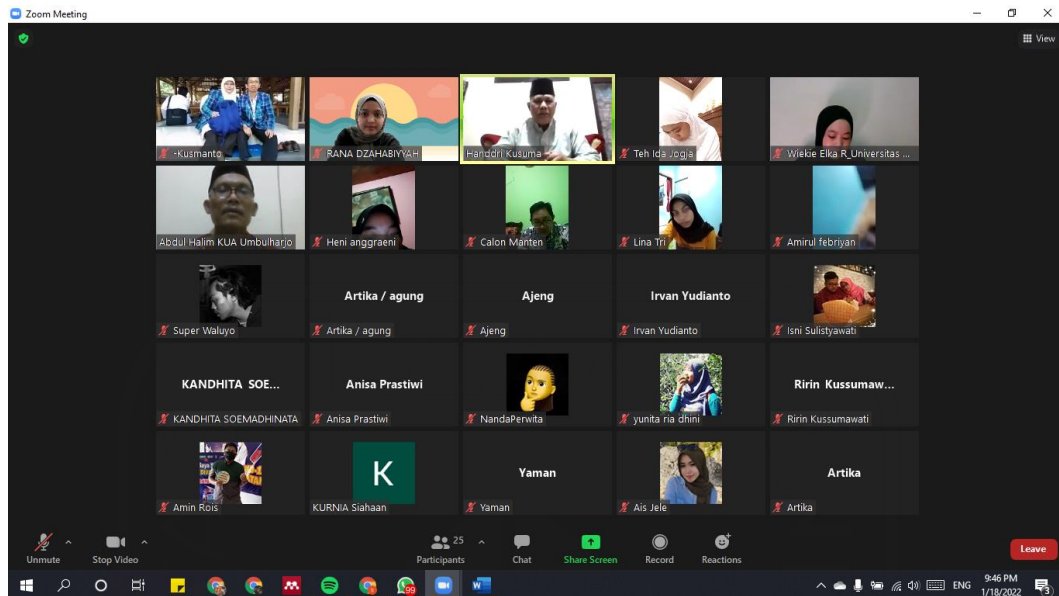 Zoom Meeting
View
-Kusmanto
RANA DZAHABIYYAH
Handdri Kusuma
Teh Ida Jogja
Wiekie Elka R_Universitas ...
Abdul Halim KUA Umbulharjo
Heni anggraeni
Calon Manten
Lina Tri
Amirul febriyan
Super Waluyo
Artika / agung
Artika / agung
Ajeng
Ajeng
Irvan Yudianto
Irvan Yudianto
Isni Sulistyawati
KANDHITA SOE...
KANDHITA SOEMADHINATA
Anisa Prastiwi
Anisa Prastiwi
NandaPerwita
yunita ria dhini
Ririn Kussumaw...
Ririn Kussumawati
Amin Rois
K
KURNIA Siahaan
Yaman
Yaman
Ais Jele
Artika
Artika
Unmute
Stop Video
25
Participants
Chat
Share Screen
Record
Reactions
Leave
99
W
ENG
9:46 PM
1/18/2022
3